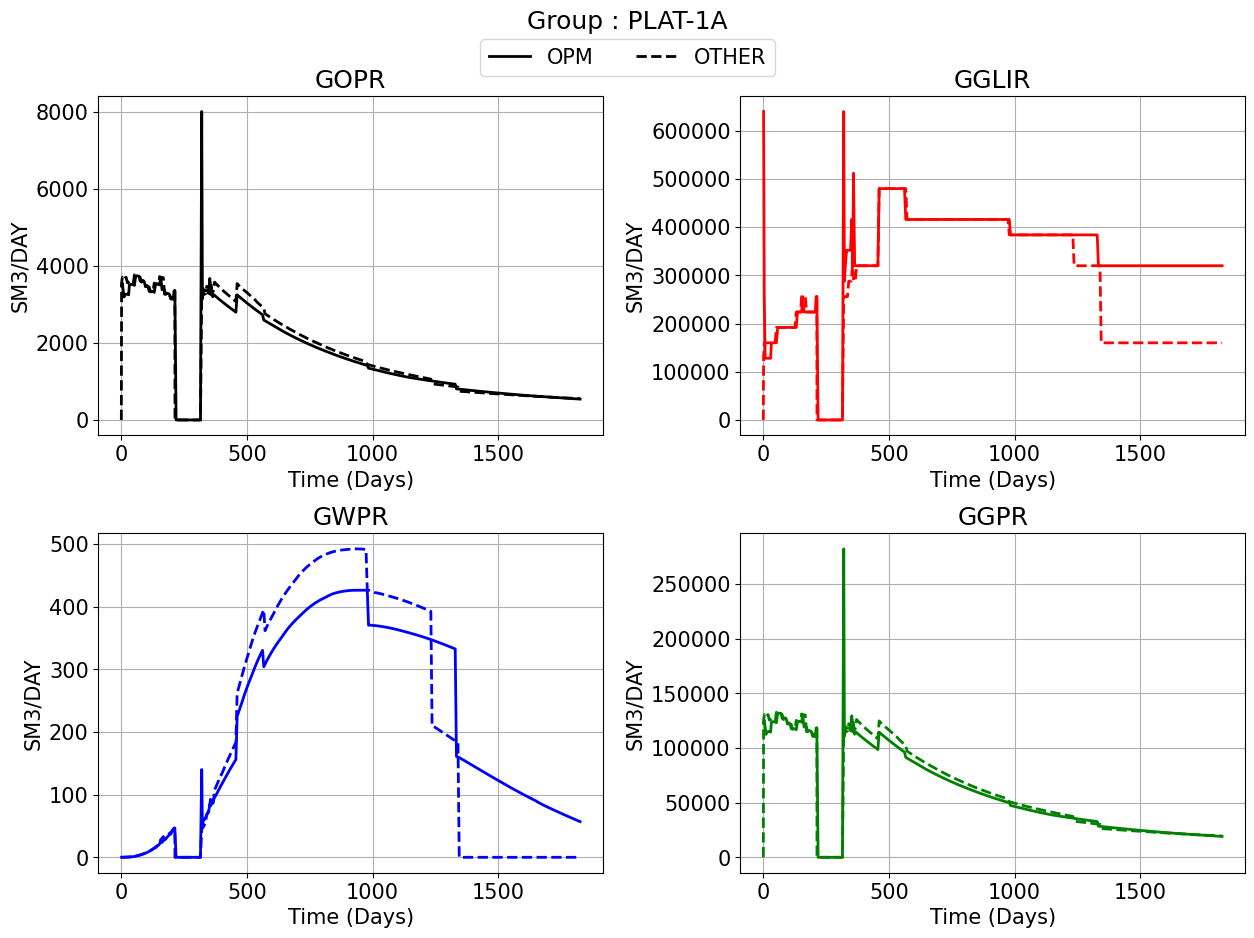 Group : PLAT-1A
OPM OTHER
GOPR
8000
6000
4000
2000
0
SM3/DAY
0 500 1000 1500
Time (Days)
GGLIR
600000
500000
400000
300000
200000
100000
0
SM3/DAY
0 500 1000 1500
Time (Days)
GWPR
500
400
300
200
100
0
SM3/DAY
0 500 1000 1500
Time (Days)
GGPR
250000
200000
150000
100000
50000
0
SM3/DAY
0 500 1000 1500
Time (Days)